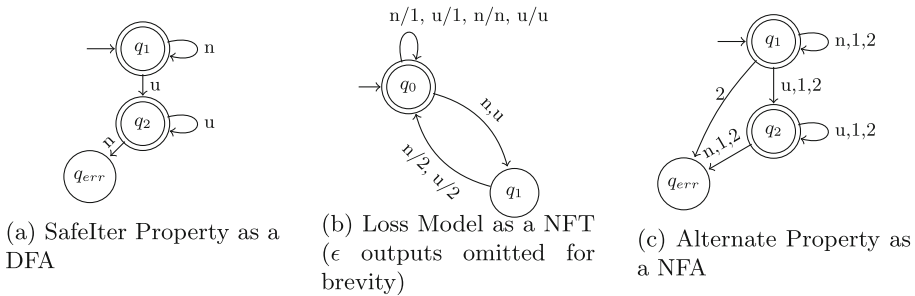 q1
n
u
q2
u
n
qerr
(a) SafeIter Property as a
DFA
n/1, u/1, n/n, u/u
q0
n,u
n/2, u/2
q1
(b) Loss Model as a NFT
(ϵ outputs omitted for
brevity)
q1
n,1,2
2
u,1,2
q2
u,1,2
n,1,2
qerr
(c) Alternate Property as
a NFA